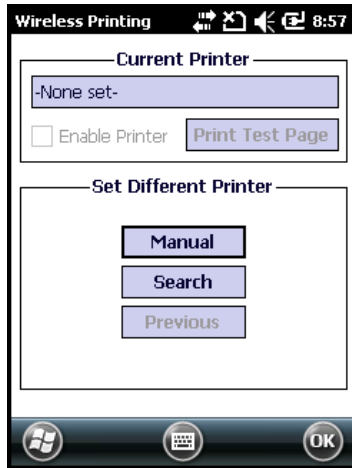 Wireless Printing 8:57
Current Printer
-None set-
Enable Printer Print Test Page
Set Different Printer
Manual
Search
Previous
OK